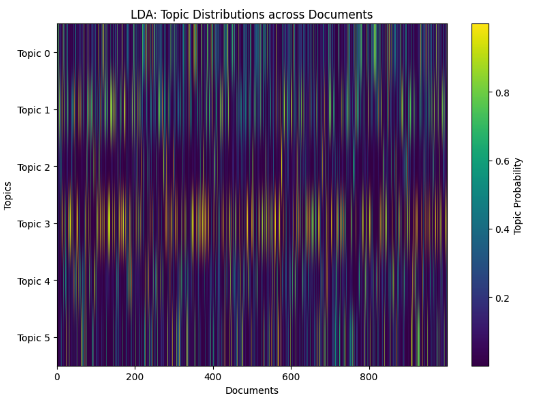 LDA: Topic Distributions across Documents
Topic 0
Topic 1
Topic 2
Topic 3
Topic 4
Topic 5
Topics
0
200
400
600
800
Documents
0.8
0.6
0.4
0.2
Topic Probability